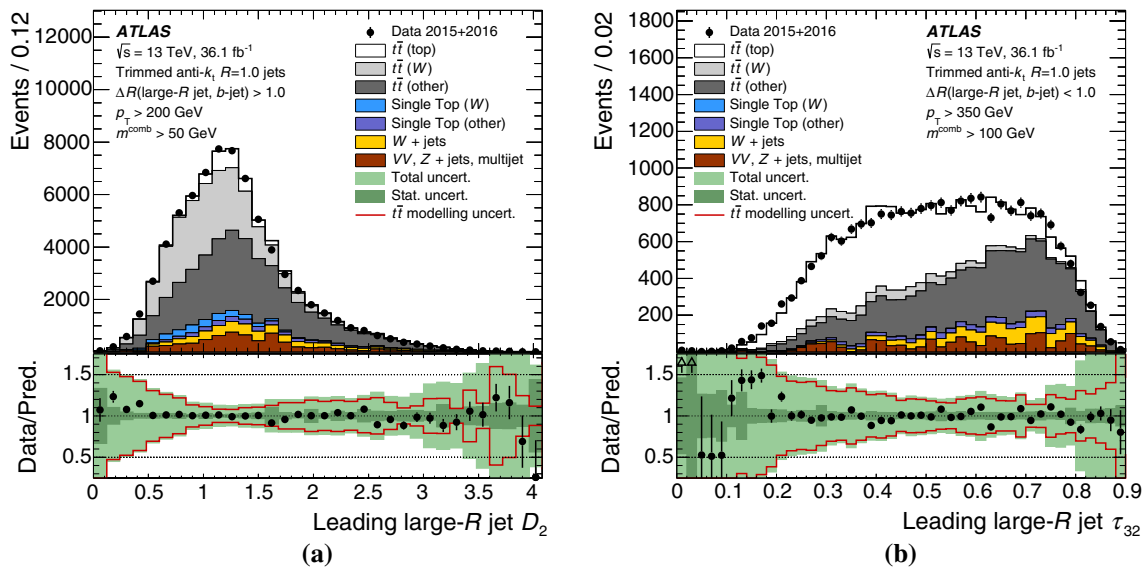 Events / 0.12
12000
10000
8000
6000
4000
2000
ATLAS
√s = 13 TeV, 36.1 fb⁻¹
Trimmed anti-kₜ R=1.0 jets
ΔR(large-R jet, b-jet) > 1.0
p_T > 200 GeV
m^comb > 50 GeV
Data 2015+2016
tt̄ (top)
tt̄ (W)
tt̄ (other)
Single Top (W)
Single Top (other)
W + jets
VV, Z + jets, multijet
Total uncert.
Stat. uncert.
tt̄ modelling uncert.
Data/Pred.
1.5
1
0.5
0 0.5 1 1.5 2 2.5 3 3.5 4
Leading large-R jet D₂
(a)
Events / 0.02
1800
1600
1400
1200
1000
800
600
400
200
0
Data 2015+2016
tt̄ (top)
tt̄ (W)
tt̄ (other)
Single Top (W)
Single Top (other)
W + jets
VV, Z + jets, multijet
Total uncert.
Stat. uncert.
tt̄ modelling uncert.
ATLAS
√s = 13 TeV, 36.1 fb⁻¹
Trimmed anti-kₜ R=1.0 jets
ΔR(large-R jet, b-jet) < 1.0
p_T > 350 GeV
m^comb > 100 GeV
Data/Pred.
1.5
1
0.5
0 0.1 0.2 0.3 0.4 0.5 0.6 0.7 0.8 0.9
Leading large-R jet τ₃₂
(b)